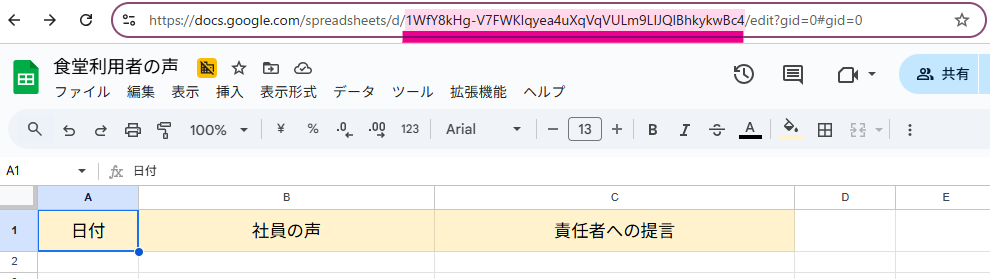 https://docs.google.com/spreadsheets/d/1WfY8kHg-V7FWKlqyea4uXqVqVULm9LIJQIBhkykwBc4/edit?gid=0#gid=0
食堂利用者の声
ファイル 編集 表示 挿入 表示形式 データ ツール 拡張機能 ヘルプ
共有
100% ¥ % .0 .00 123 Arial 13 B I S A
A1 fx 日付
A B C D E
1 日付 社員の声 責任者への提言
2